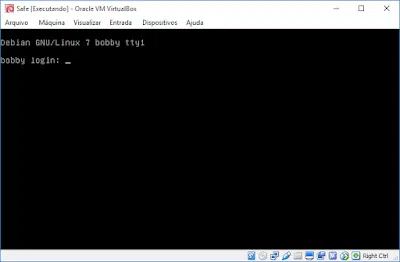 Safe [Executando] - Oracle VM VirtualBox
Arquivo Máquina Visualizar Entrada Dispositivos Ajuda
Debian GNU/Linux 7 bobby tty1
bobby login: _
Right Ctrl